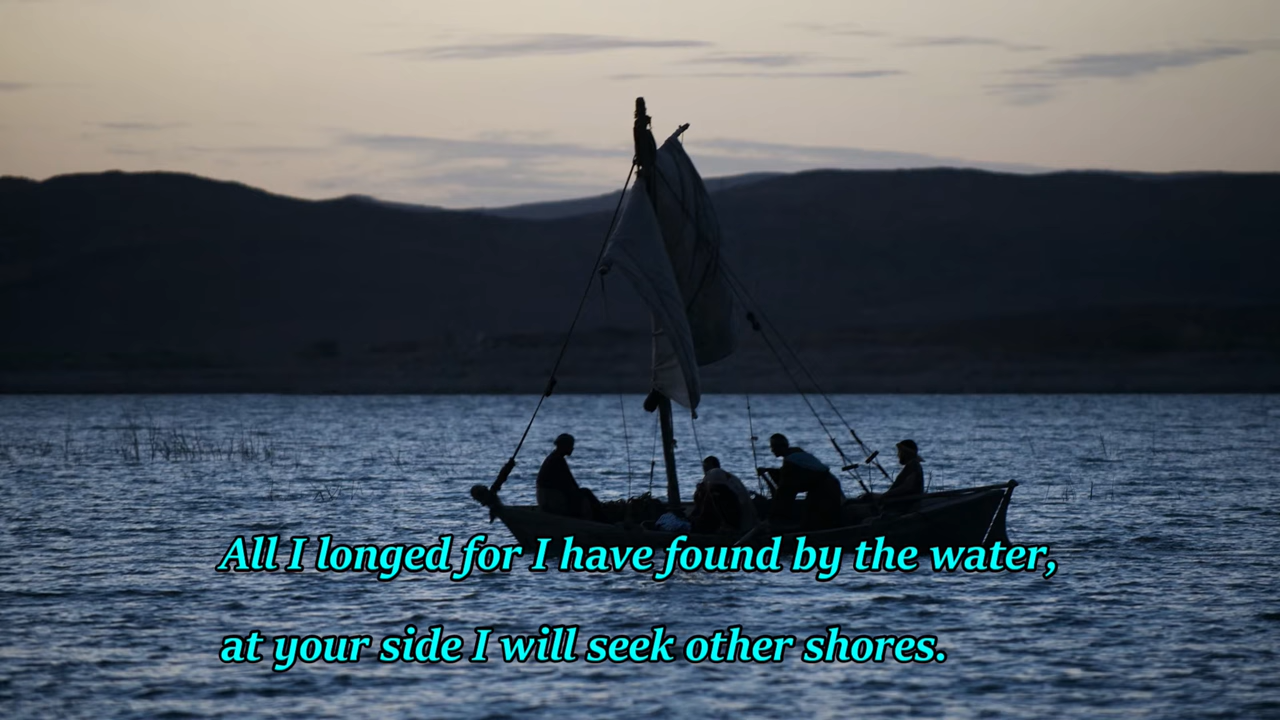 All I longed for I have found by the water,
at your side I will seek other shores.